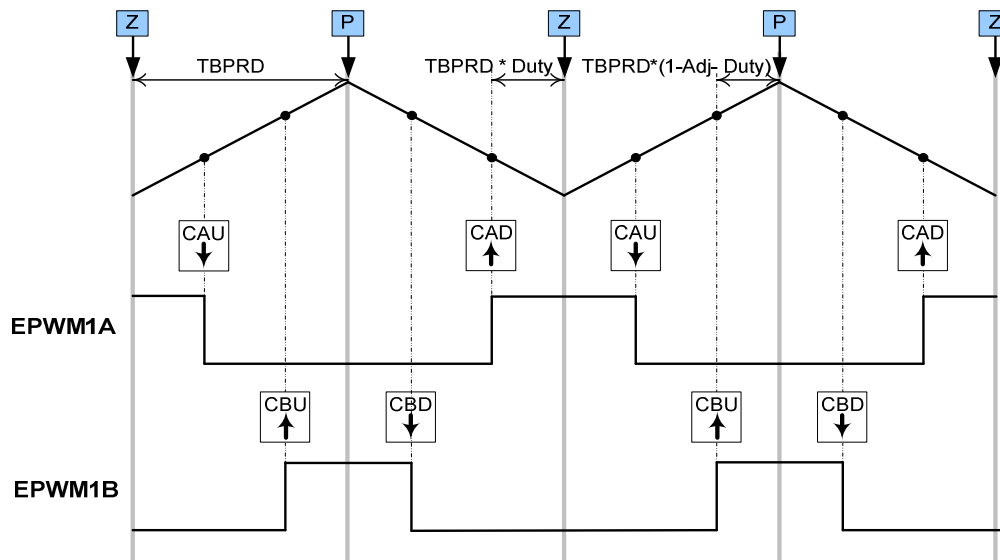 Z P Z P Z
TBPRD TBPRD * Duty TBPRD*(1-Adj- Duty)
CAU CAD CAU CAD
EPWM1A
CBU CBD CBU CBD
EPWM1B